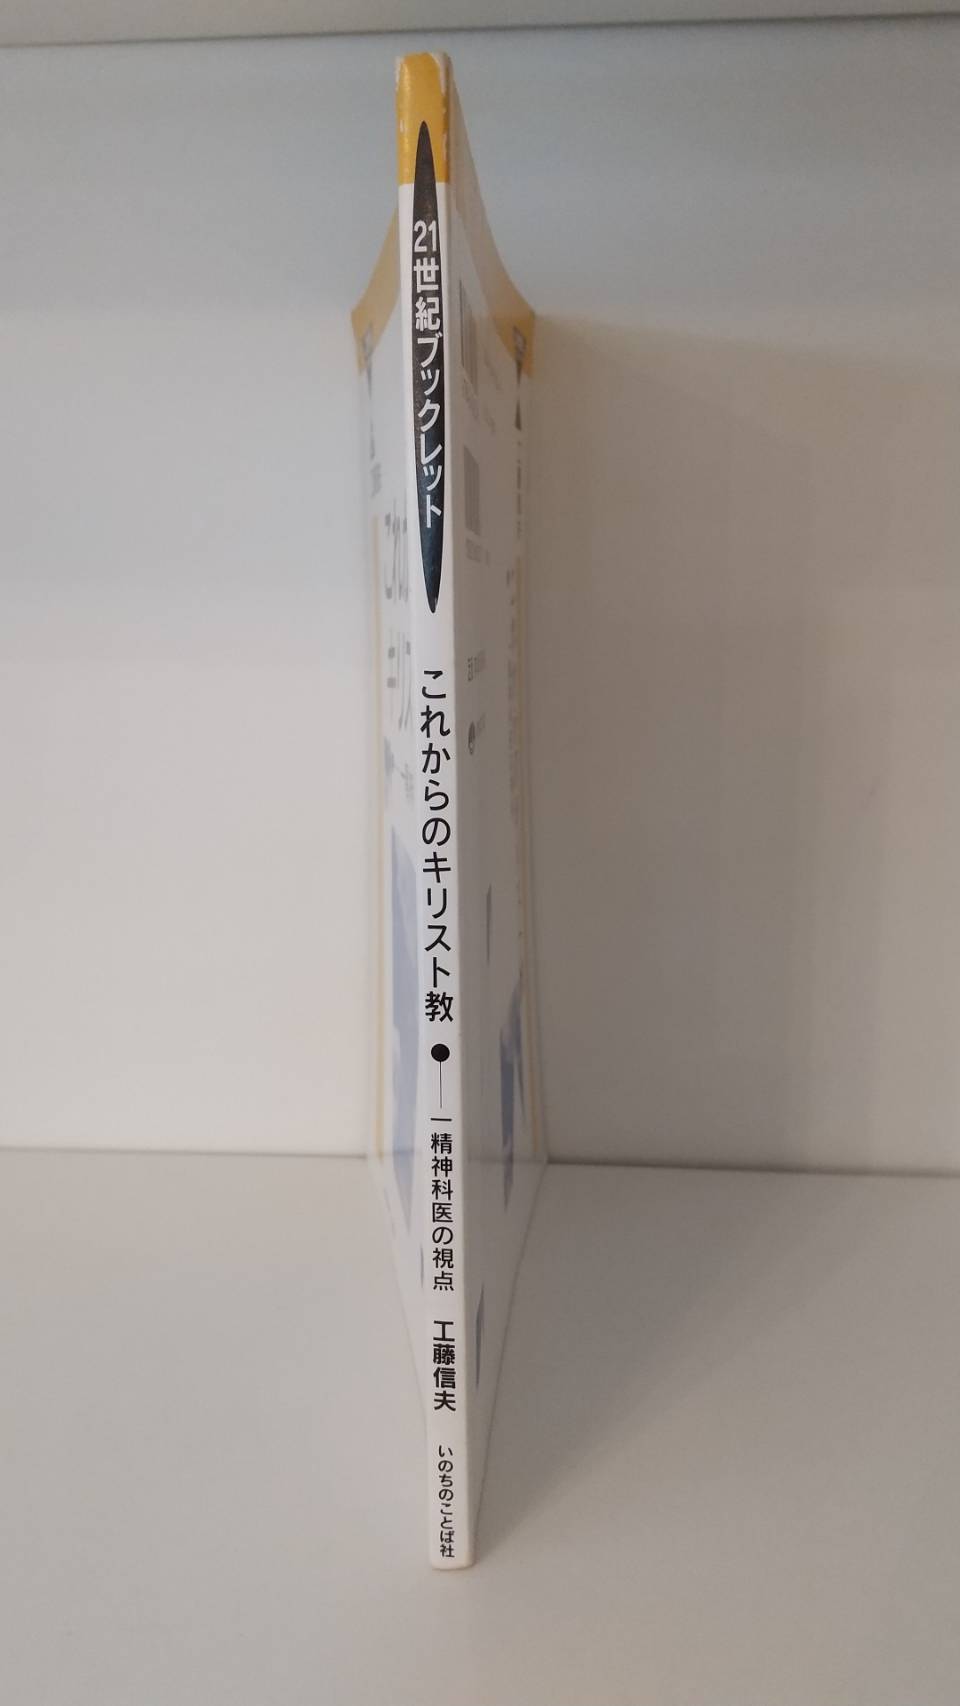 21世紀ブックレット
これからのキリスト教
一精神科医の視点
工藤信夫
いのちのことば社